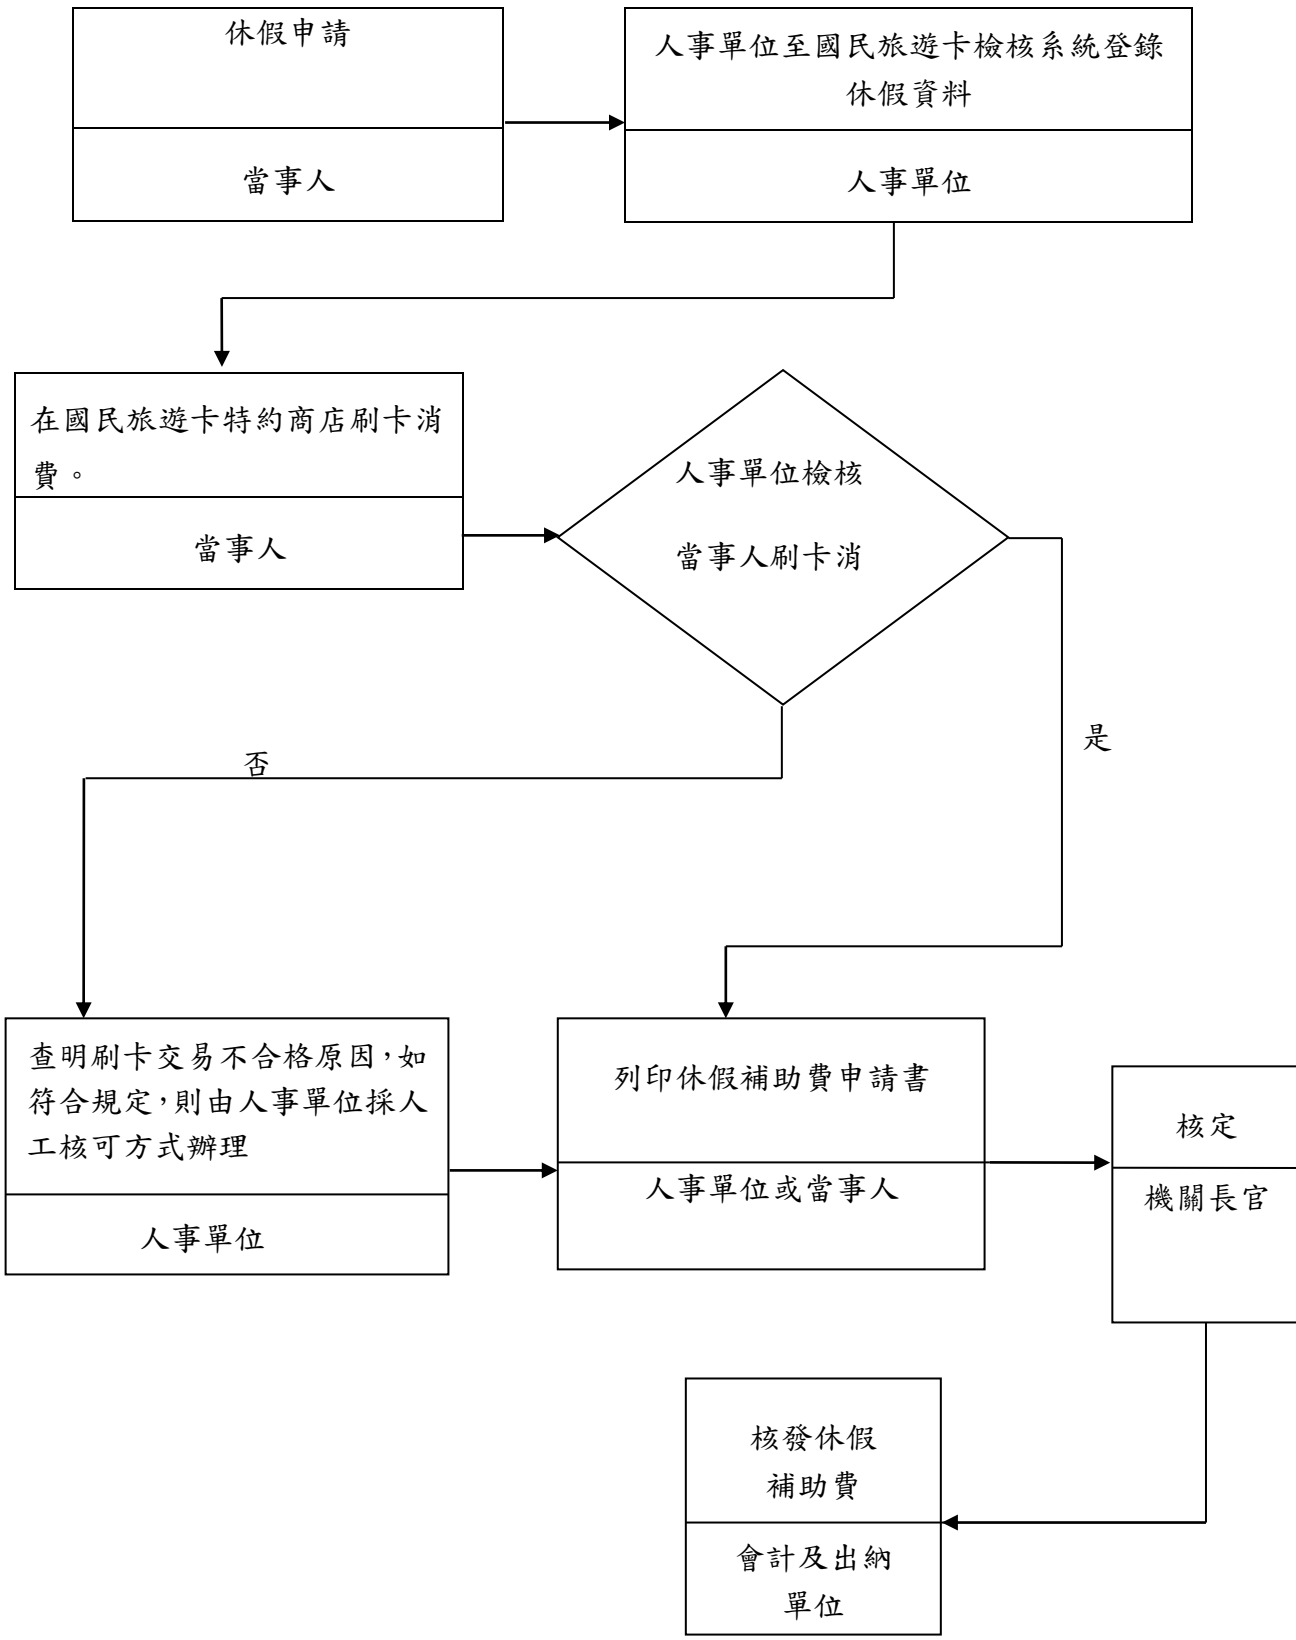 休假申請
當事人
人事單位至國民旅遊卡檢核系統登錄
休假資料
人事單位
在國民旅遊卡特約商店刷卡消
費。
當事人
人事單位檢核
當事人刷卡消
否
是
查明刷卡交易不合格原因，如
符合規定，則由人事單位採人
工核可方式辦理
人事單位
列印休假補助費申請書
人事單位或當事人
核定
機關長官
核發休假
補助費
會計及出納
單位